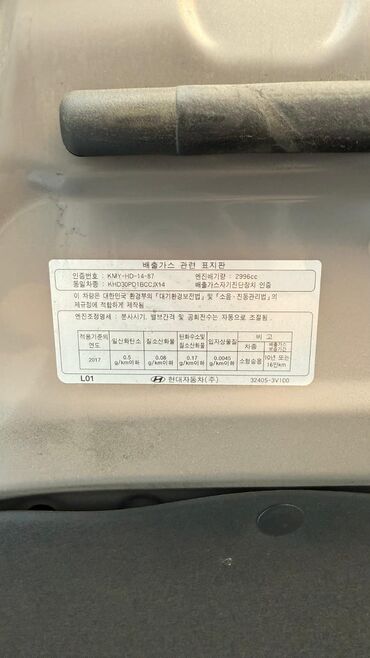 배출가스 관련 표지판
인증번호: KMY-HD-14-87 엔진배기량: 2996cc
동일차종: KHD30PD1BCCJX14 배출가스자기진단장치 인증
이 차량은 대한민국 환경부의 「대기환경보전법」 및 「소음·진동관리법」의
제규정에 적합하게 제작되었음.
엔진조정명세: 분사시기, 밸브간격 및 공회전수는 자동으로 조절됨.
적용기준의 연도 일산화탄소 질소산화물 탄화수소및 질소산화물 입자상물질 비 고
차종 배출가스 보증기간
2017 0.5 g/km이하 0.08 g/km이하 0.17 g/km이하 0.0045 g/km이하 소형승용 10년 또는 16만km
L01 현대자동차(주) 32405-3V100